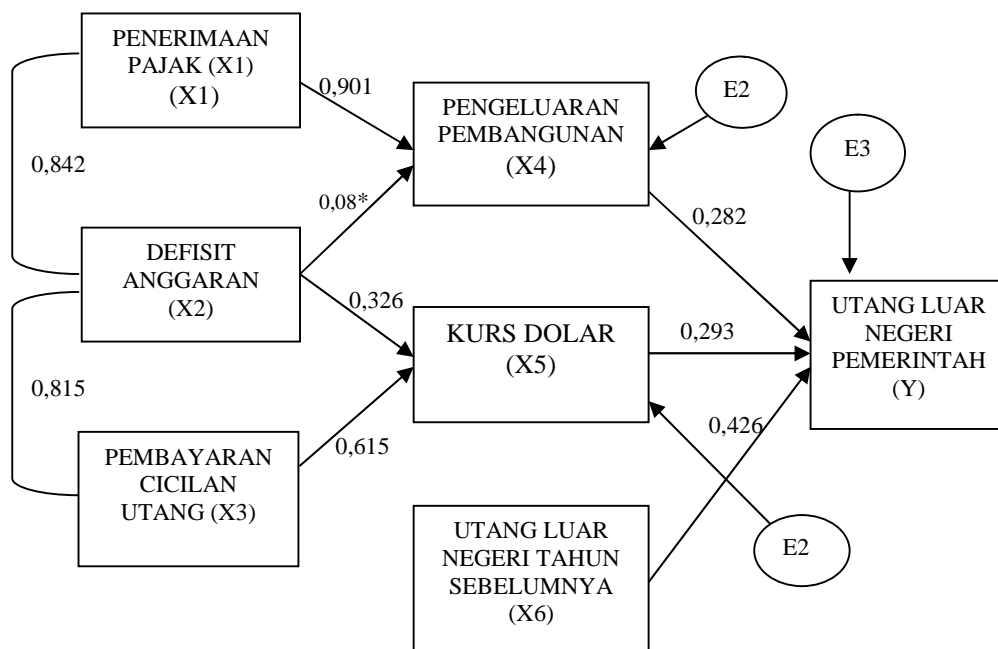 PENERIMAAN
PAJAK (X1)
(X1)
0,901
PENGELUARAN
PEMBANGUNAN
(X4)
E2
E3
0,842
0,08*
0,282
DEFISIT
ANGGARAN
(X2)
0,326
KURS DOLAR
(X5)
0,293
UTANG LUAR
NEGERI
PEMERINTAH
(Y)
0,815
0,615
0,426
PEMBAYARAN
CICILAN
UTANG (X3)
UTANG LUAR
NEGERI TAHUN
SEBELUMNYA
(X6)
E2